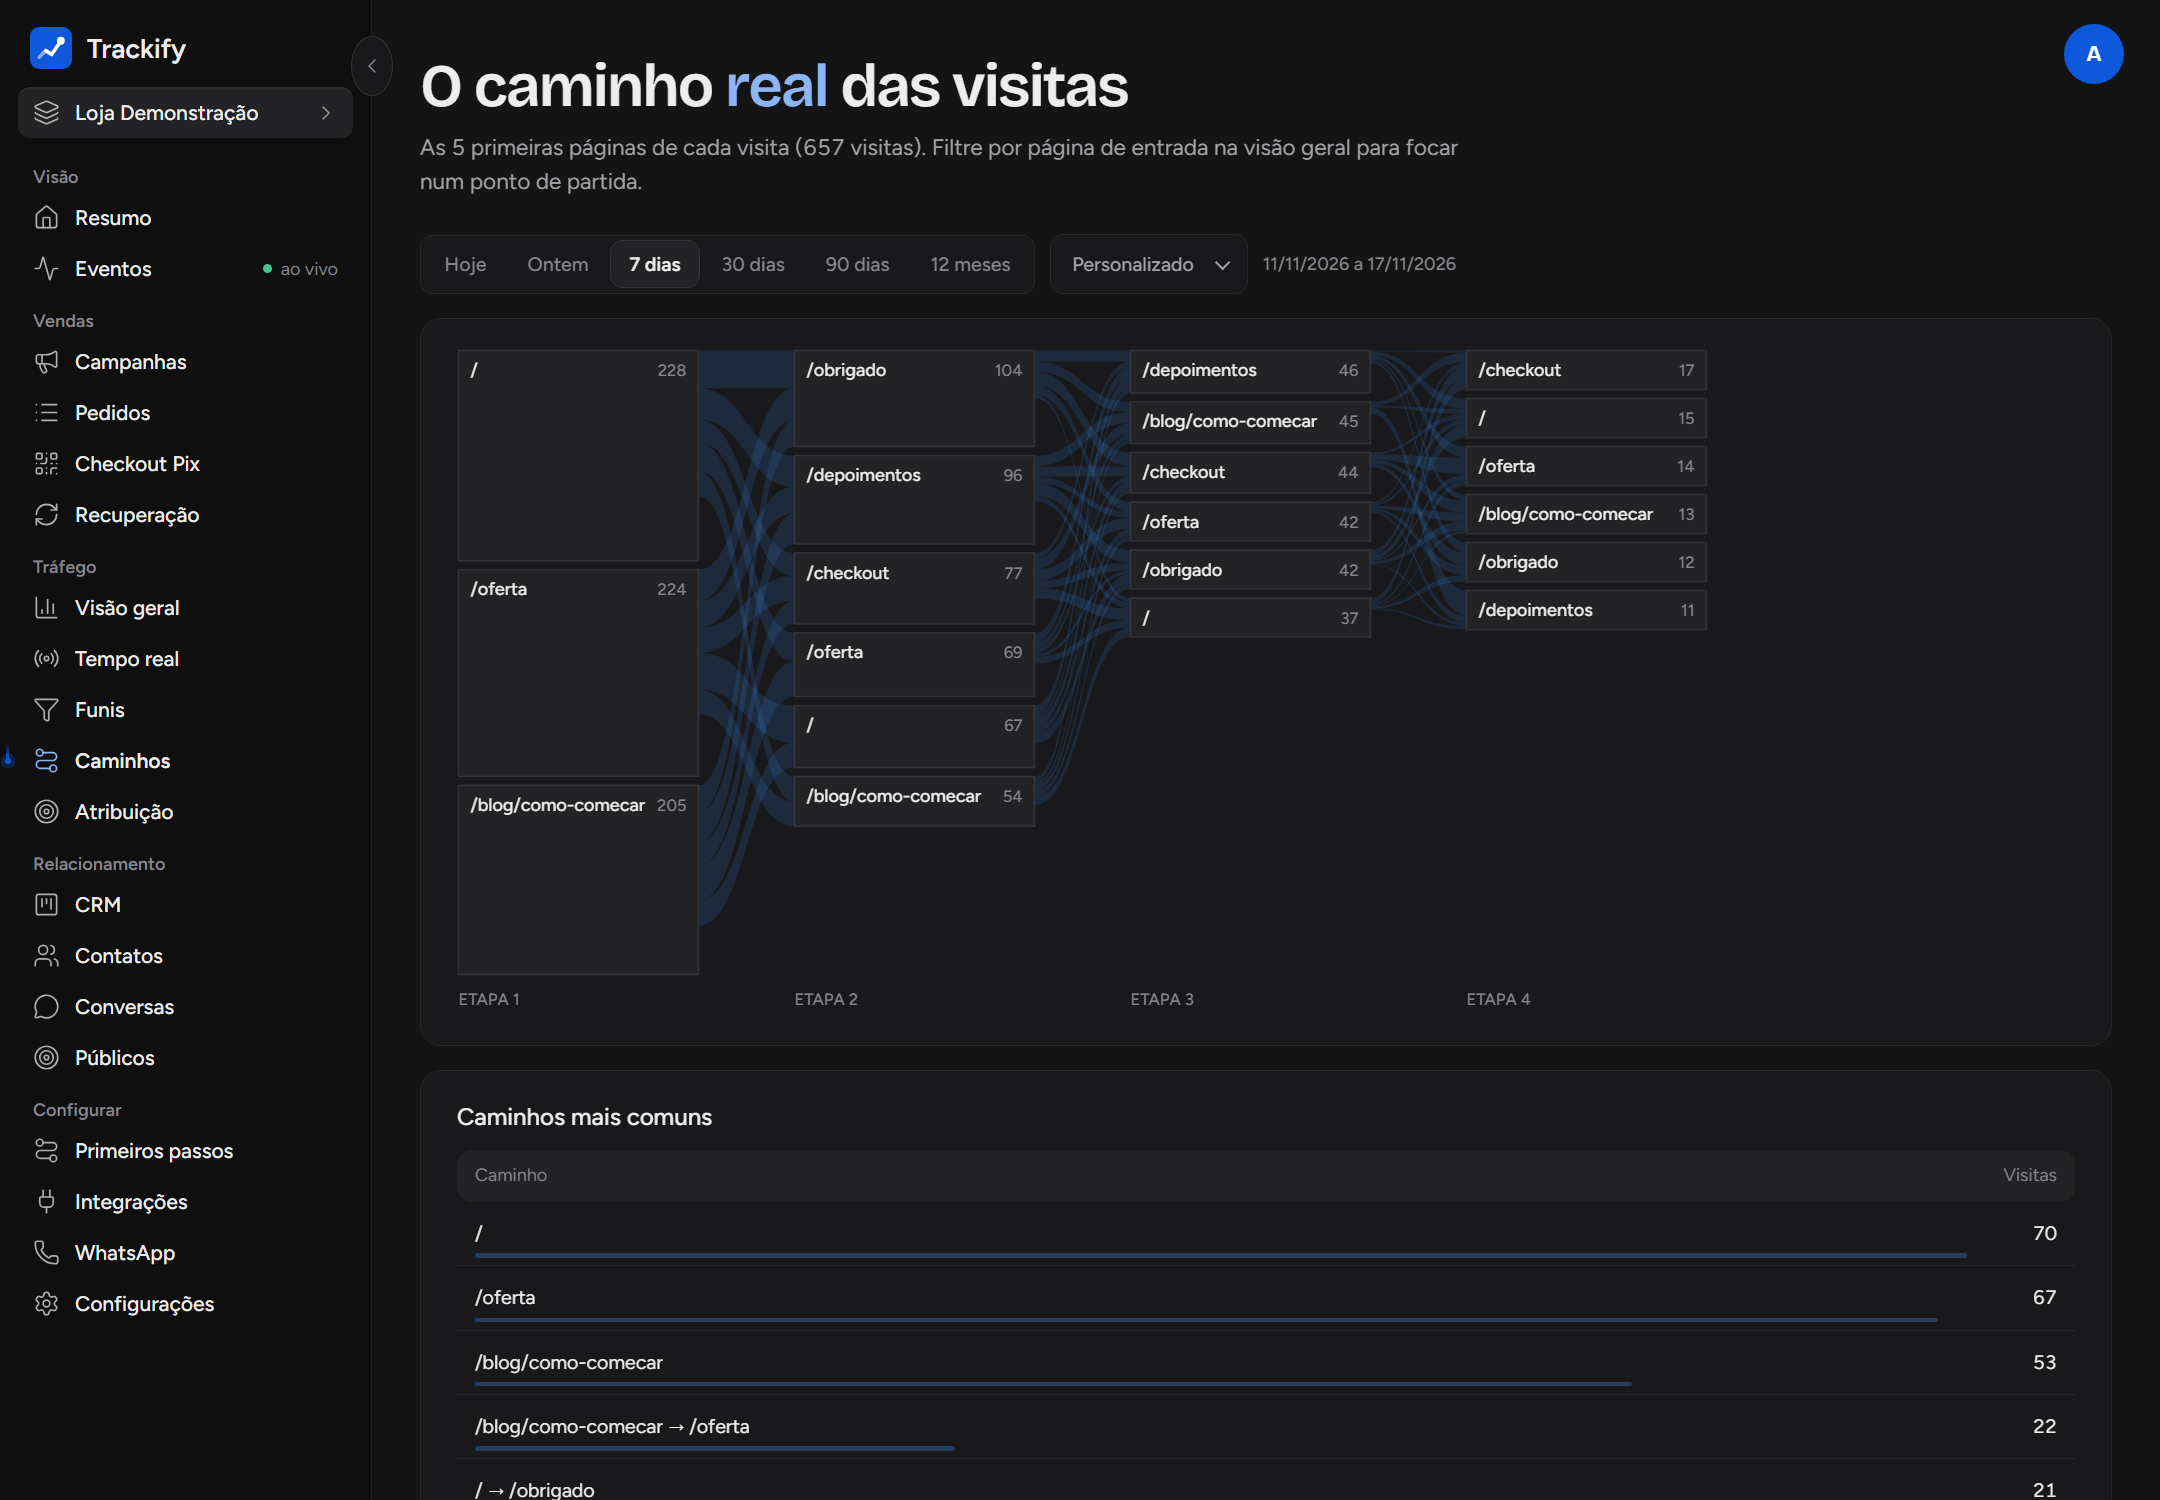 Trackify
Loja Demonstração
Visão
Resumo
Eventos
ao vivo
Vendas
Campanhas
Pedidos
Checkout Pix
Recuperação
Tráfego
Visão geral
Tempo real
Funis
Caminhos
Atribuição
Relacionamento
CRM
Contatos
Conversas
Públicos
Configurar
Primeiros passos
Integrações
WhatsApp
Configurações
A
O caminho real das visitas
As 5 primeiras páginas de cada visita (657 visitas). Filtre por página de entrada na visão geral para focar
num ponto de partida.
Hoje Ontem 7 dias 30 dias 90 dias 12 meses Personalizado 11/11/2026 a 17/11/2026
/ 228
/oferta 224
/blog/como-comecar 205
ETAPA 1
/obrigado 104
/depoimentos 96
/checkout 77
/oferta 69
/ 67
/blog/como-comecar 54
ETAPA 2
/depoimentos 46
/blog/como-comecar 45
/checkout 44
/oferta 42
/obrigado 42
/ 37
ETAPA 3
/checkout 17
/ 15
/oferta 14
/blog/como-comecar 13
/obrigado 12
/depoimentos 11
ETAPA 4
Caminhos mais comuns
Caminho Visitas
/ 70
/oferta 67
/blog/como-comecar 53
/blog/como-comecar → /oferta 22
/ → /obrigado 21